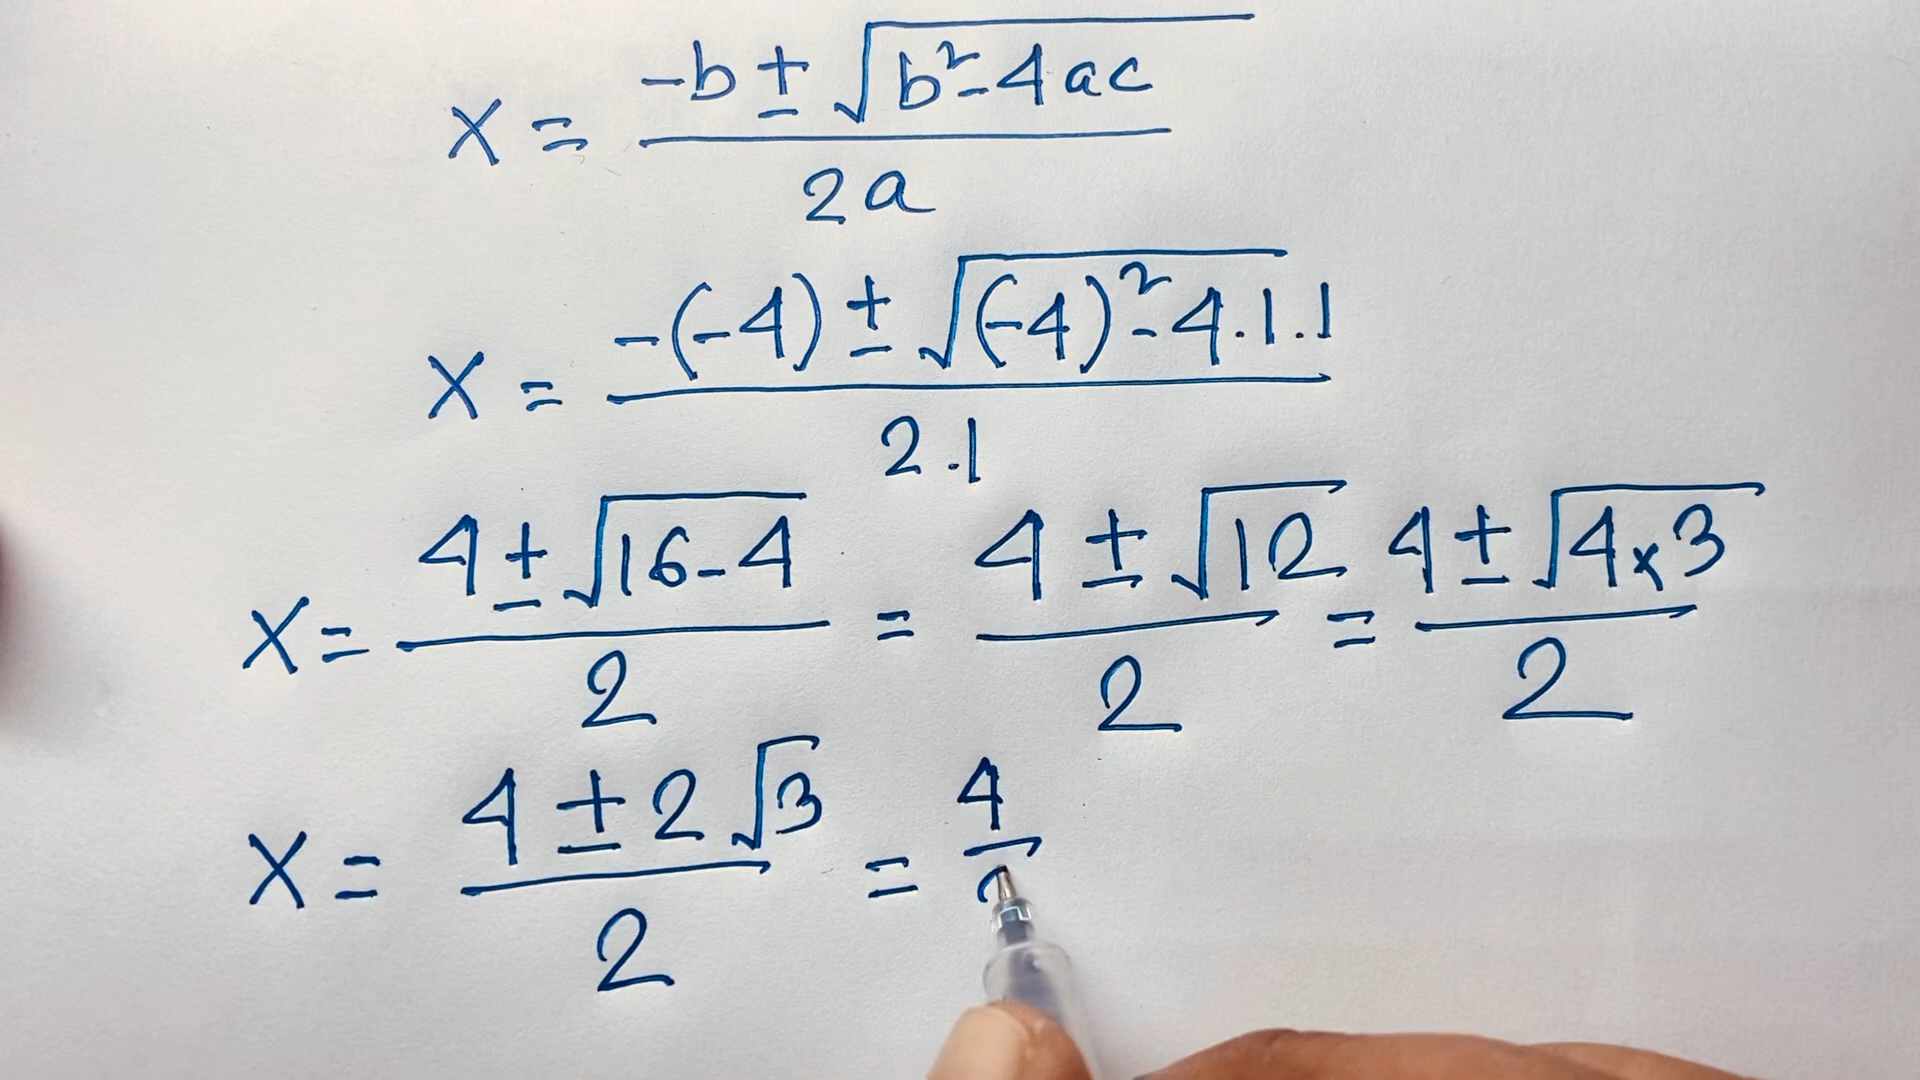 x = (-b ± √(b² - 4ac)) / 2a
x = (-(-4) ± √((-4)² - 4.1.1)) / 2.1
x = (4 ± √(16 - 4)) / 2 = (4 ± √12) / 2 = (4 ± √(4×3)) / 2
x = (4 ± 2√3) / 2 = 4 /